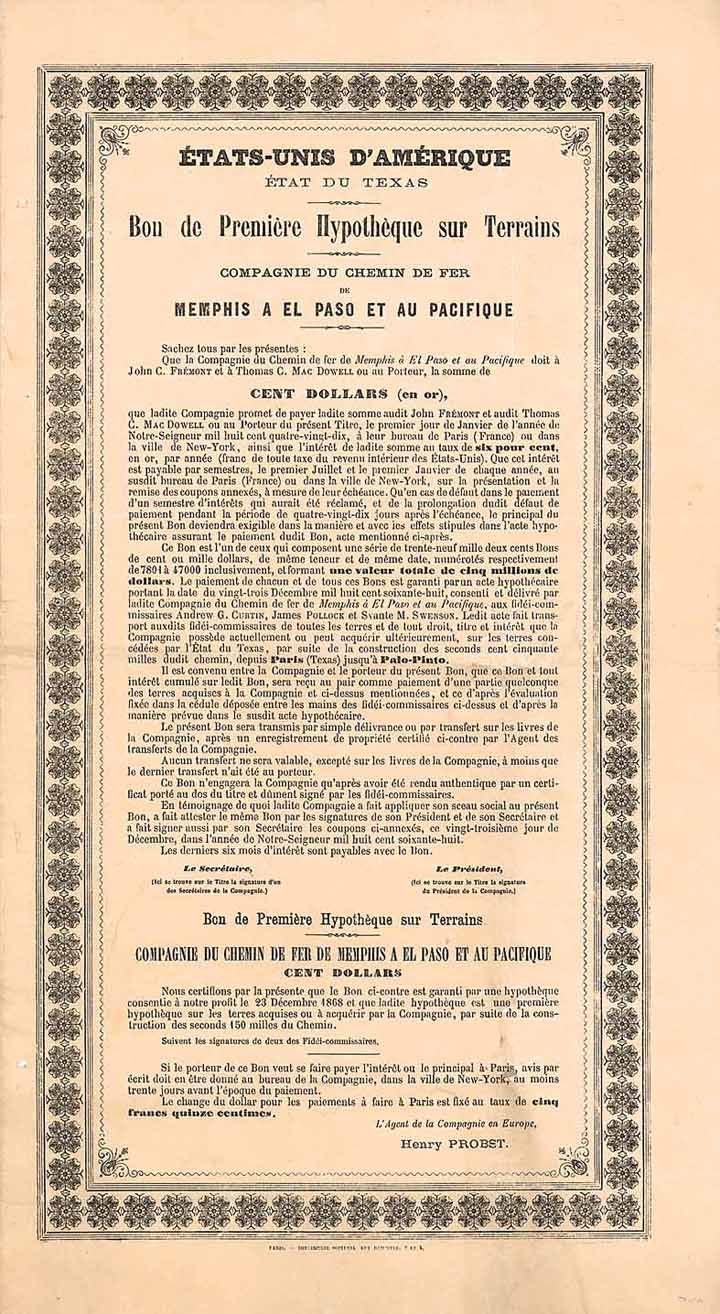 ÉTATS-UNIS D'AMÉRIQUE
ÉTAT DU TEXAS
Bon de Première Hypothèque sur Terrains
COMPAGNIE DU CHEMIN DE FER
DE
MEMPHIS A EL PASO ET AU PACIFIQUE
Sachez tous par les présentes :
Que la Compagnie du Chemin de fer de Memphis à El Paso et au Pacifique doit à
John C. FRÉMONT et à Thomas C. MAC DOWELL ou au Porteur, la somme de
CENT DOLLARS (en or),
que ladite Compagnie promet de payer ladite somme audit John FRÉMONT et audit Thomas
C. MAC DOWELL ou au Porteur du présent Titre, le premier jour de Janvier de l'année de
Notre-Seigneur mil huit cent quatre-vingt-dix, à leur bureau de Paris (France) ou dans
la ville de New-York, ainsi que l'intérêt de ladite somme au taux de six pour cent,
en or, par année (franc de toute taxe du revenu intérieur des États-Unis). Que cet intérêt
est payable par semestres, le premier Juillet et le premier Janvier de chaque année, au
susdit bureau de Paris (France) ou dans la ville de New-York, sur la présentation et la
remise des coupons annexés, à mesure de leur échéance. Qu'en cas de défaut dans le paiement
d'un semestre d'intérêts qui aurait été réclamé, et de la prolongation dudit défaut de
paiement pendant la période de quatre-vingt-dix jours après l'échéance, le principal du
présent Bon deviendra exigible dans la manière et avec les effets stipulés dans l'acte hypo-
thécaire assurant le paiement dudit Bon, acte mentionné ci-après.
Ce Bon est l'un de ceux qui composent une série de trente-neuf mille deux cents Bons
de cent ou mille dollars, de même teneur et de même date, numérotés respectivement
de 7801 à 47000 inclusivement, et formant une valeur totale de cinq millions de
dollars. Le paiement de chacun et de tous ces Bons est garanti par un acte hypothécaire
portant la date du vingt-trois Décembre mil huit cent soixante-huit, consenti et délivré par
ladite Compagnie du Chemin de fer de Memphis à El Paso et au Pacifique, aux fidéi-com-
missaires Andrew G. CURTIN, James POLLOCK et Svante M. SWENSON. Ledit acte fait trans-
port auxdits fidéi-commissaires de toutes les terres et de tout droit, titre et intérêt que la
Compagnie possède actuellement ou peut acquérir ultérieurement, sur les terres con-
cédées par l'État du Texas, par suite de la construction des seconds cent cinquante
milles dudit chemin, depuis Paris (Texas) jusqu'à Palo-Pinto.
Il est convenu entre la Compagnie et le porteur du présent Bon, que ce Bon et tout
intérêt cumulé sur ledit Bon, sera reçu au pair comme paiement d'une partie quelconque
des terres acquises à la Compagnie et ci-dessus mentionnées, et ce d'après l'évaluation
fixée dans la cédule déposée entre les mains des fidéi-commissaires ci-dessus et d'après la
manière prévue dans le susdit acte hypothécaire.
Le présent Bon sera transmis par simple délivrance ou par transfert sur les livres de
la Compagnie, après un enregistrement de propriété certifié ci-contre par l'Agent des
transferts de la Compagnie.
Aucun transfert ne sera valable, excepté sur les livres de la Compagnie, à moins que
le dernier transfert n'ait été au porteur.
Ce Bon n'engagera la Compagnie qu'après avoir été rendu authentique par un certi-
ficat porté au dos du titre et dûment signé par les fidéi-commissaires.
En témoignage de quoi ladite Compagnie a fait appliquer son sceau social au présent
Bon, a fait attester le même Bon par les signatures de son Président et de son Secrétaire et
a fait signer aussi par son Secrétaire les coupons ci-annexés, ce vingt-troisième jour de
Décembre, dans l'année de Notre-Seigneur mil huit cent soixante-huit.
Les derniers six mois d'intérêt sont payables avec le Bon.
Le Secrétaire, Le Président,
(Ici se trouve sur le Titre la signature d'un (Ici se trouve sur le Titre la signature
des Secrétaires de la Compagnie.) du Président de la Compagnie.)
Bon de Première Hypothèque sur Terrains
COMPAGNIE DU CHEMIN DE FER DE MEMPHIS A EL PASO ET AU PACIFIQUE
CENT DOLLARS
Nous certifions par la présente que le Bon ci-contre est garanti par une hypothèque
consentie à notre profit le 23 Décembre 1868 et que ladite hypothèque est une première
hypothèque sur les terres acquises ou à acquérir par la Compagnie, par suite de la cons-
truction des seconds 150 milles du Chemin.
Suivent les signatures de deux des Fidéi-commissaires.
Si le porteur de ce Bon veut se faire payer l'intérêt ou le principal à Paris, avis par
écrit doit en être donné au bureau de la Compagnie, dans la ville de New-York, au moins
trente jours avant l'époque du paiement.
Le change du dollar pour les paiements à faire à Paris est fixé au taux de cinq
francs quinze centimes.
L'Agent de la Compagnie en Europe,
Henry PROBST.
PARIS. — IMPRIMERIE